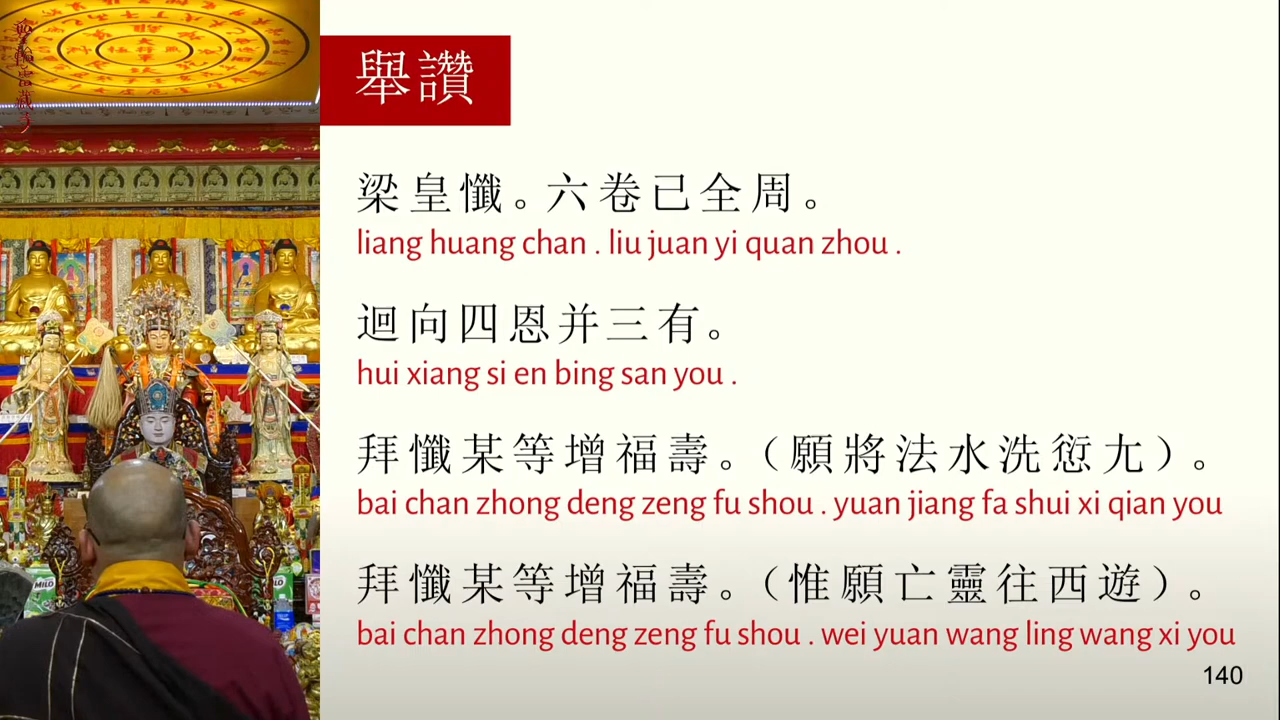 舉讚
梁皇懺。六卷已全周。
liang huang chan . liu juan yi quan zhou .
迴向四恩并三有。
hui xiang si en bing san you .
拜懺某等增福壽。（願將法水洗愆尤）。
bai chan zhong deng zeng fu shou . yuan jiang fa shui xi qian you
拜懺某等增福壽。（惟願亡靈往西遊）。
bai chan zhong deng zeng fu shou . wei yuan wang ling wang xi you
140
MILO